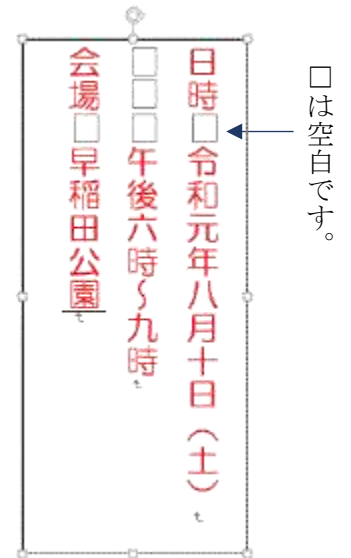 日時□令和元年八月十日（土）
□□□午後六時～九時
会場□早稲田公園
□は空白です。